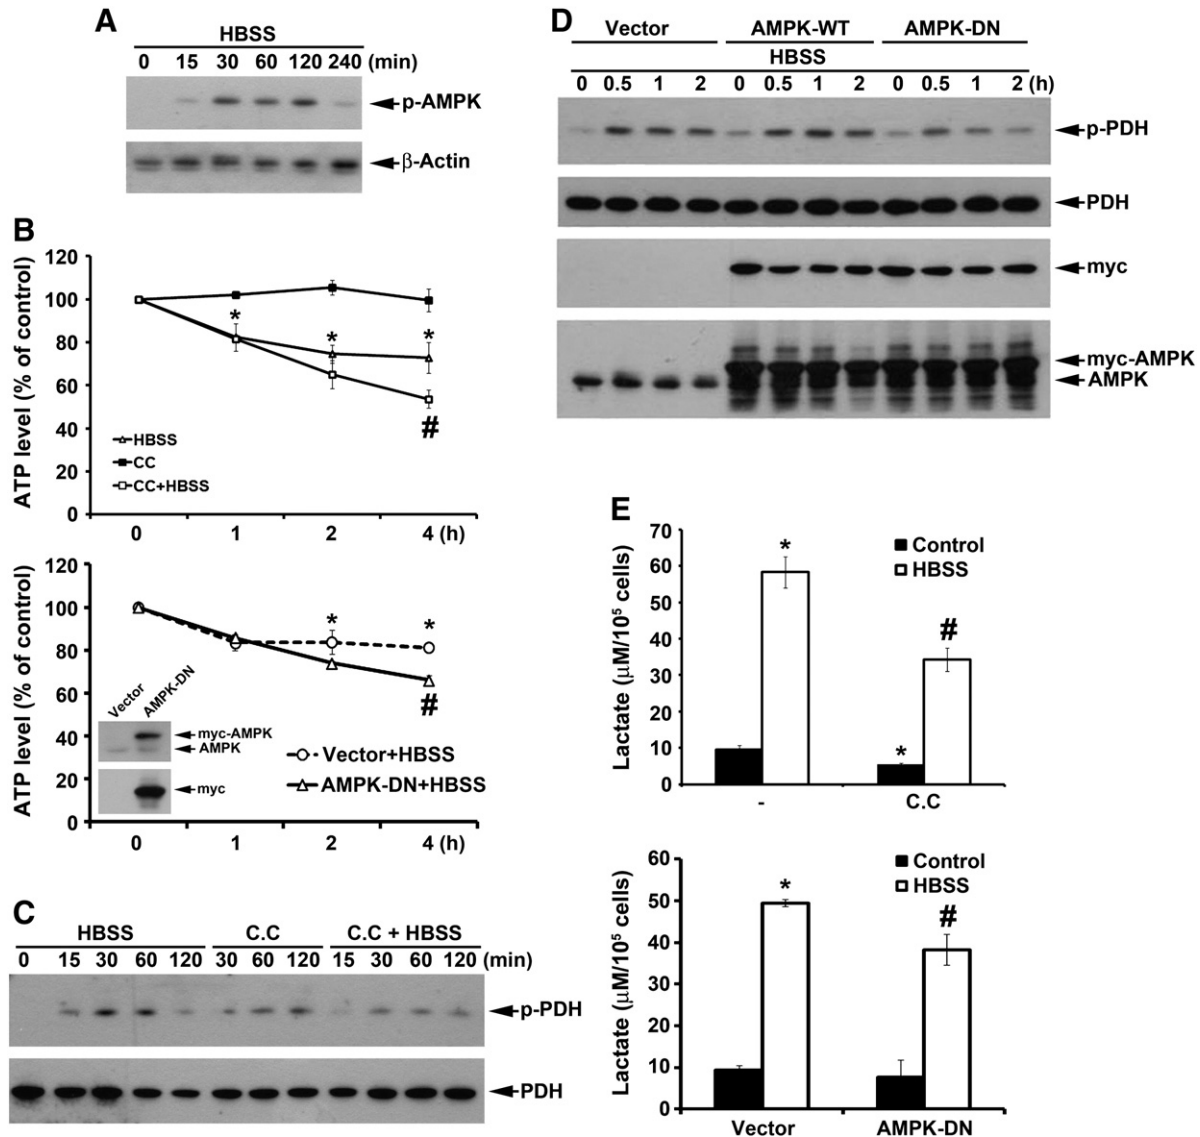 A
HBSS
0 15 30 60 120 240 (min)
p-AMPK
β-Actin
B
ATP level (% of control)
120
100
80
60
40
20
0
* * *
#
HBSS
CC
CC+HBSS
0 1 2 4 (h)
ATP level (% of control)
120
100
80
60
40
20
0
* *
#
Vector AMPK-DN
myc-AMPK
AMPK
myc
Vector+HBSS
AMPK-DN+HBSS
0 1 2 4 (h)
C
HBSS C.C C.C + HBSS
0 15 30 60 120 30 60 120 15 30 60 120 (min)
p-PDH
PDH
D
Vector AMPK-WT AMPK-DN
HBSS
0 0.5 1 2 0 0.5 1 2 0 0.5 1 2 (h)
p-PDH
PDH
myc
myc-AMPK
AMPK
E
Lactate (μM/10⁵ cells)
70
60
50
40
30
20
10
0
Control
HBSS
*
#
*
- C.C
Lactate (μM/10⁵ cells)
60
50
40
30
20
10
0
Control
HBSS
*
#
Vector AMPK-DN